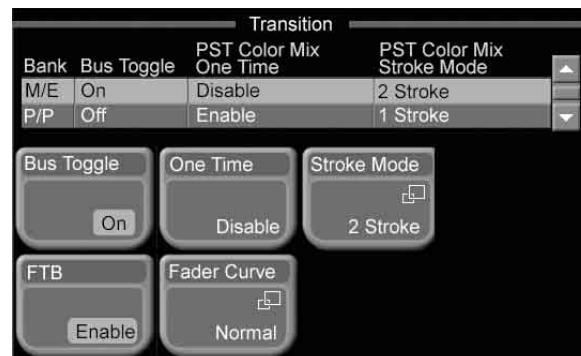 Transition
Bank Bus Toggle PST Color Mix One Time PST Color Mix Stroke Mode
M/E On Disable 2 Stroke
P/P Off Enable 1 Stroke
Bus Toggle One Time Stroke Mode
On Disable 2 Stroke
FTB Fader Curve
Enable Normal